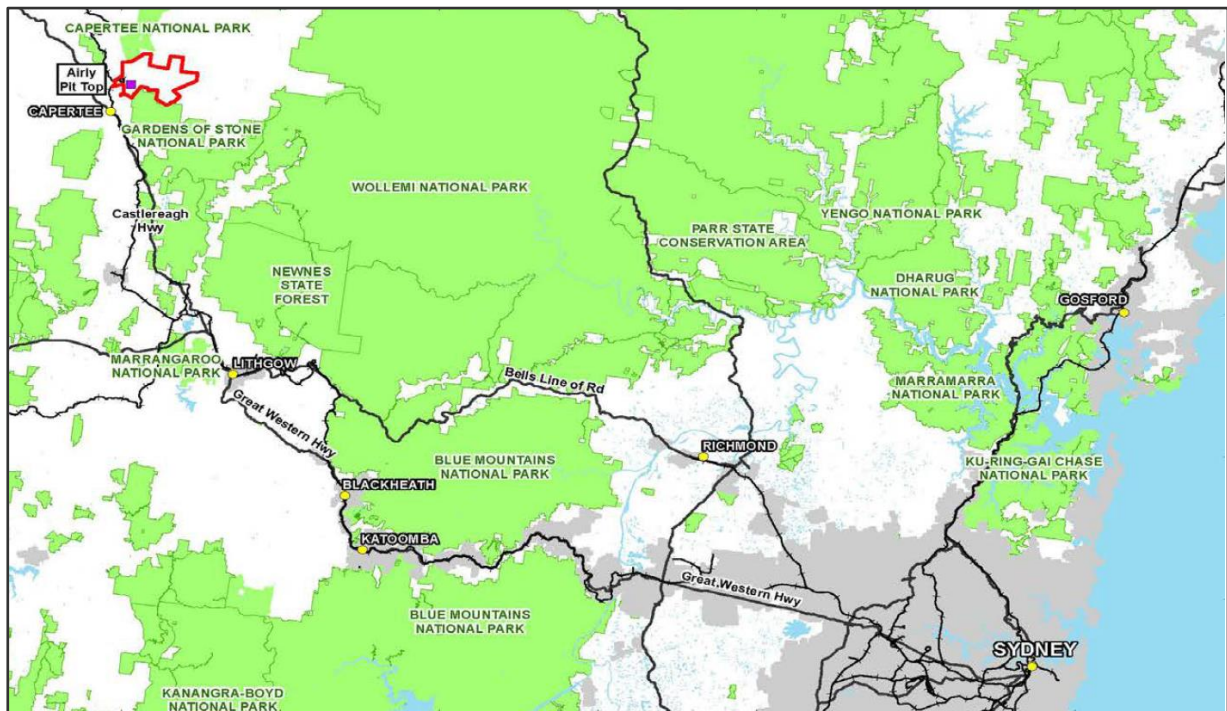 CAPERTEE NATIONAL PARK
Airly
Pit Top
CAPERTEE
GARDENS OF STONE
NATIONAL PARK
WOLLEMI NATIONAL PARK
Castlereagh
Hwy
YENGO NATIONAL PARK
PARR STATE
CONSERVATION AREA
NEWNES
STATE
FOREST
DHARUG
NATIONAL PARK
GOSFORD
MARRANGAROO
NATIONAL PARK
LITHGOW
Bells Line of Rd
MARRAMARRA
NATIONAL PARK
Great Western Hwy
RICHMOND
BLUE MOUNTAINS
NATIONAL PARK
KU-RING-GAI CHASE
NATIONAL PARK
BLACKHEATH
KATOOMBA
Great Western Hwy
BLUE MOUNTAINS
NATIONAL PARK
SYDNEY
KANANGRA-BOYD
NATIONAL PARK